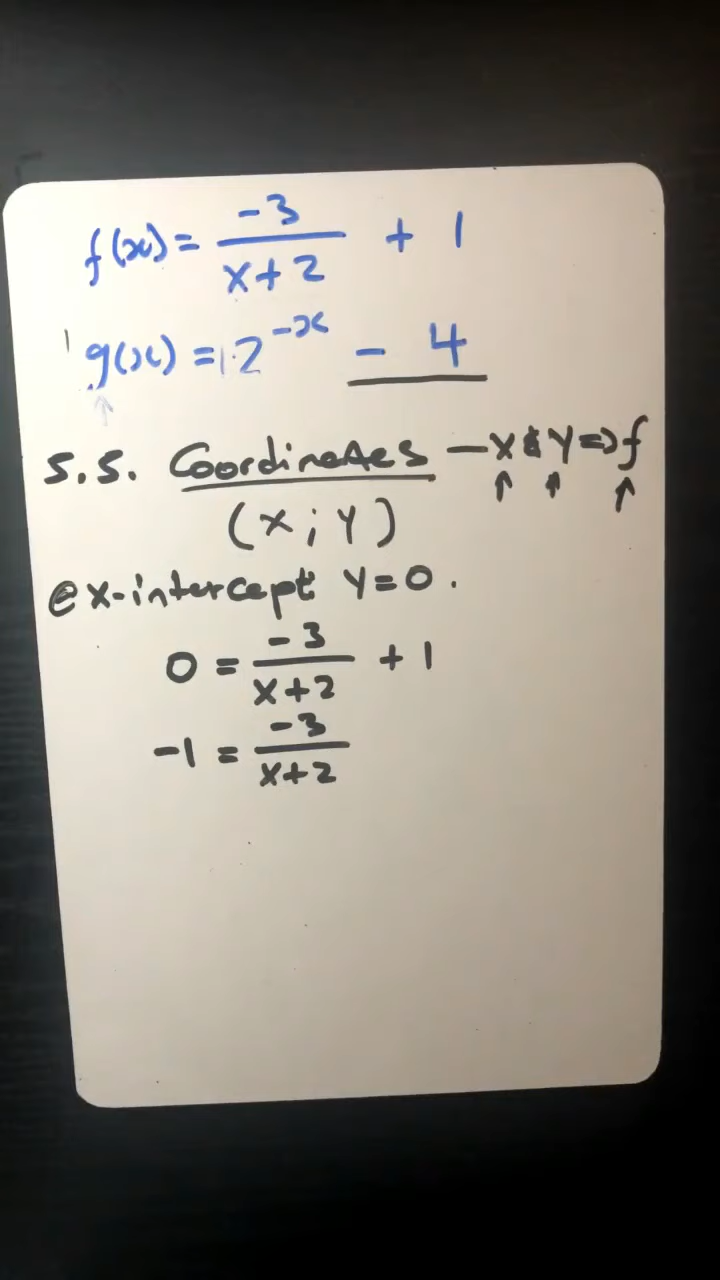 f(x) = -3/(x+2) + 1
g(x) = 1.2^(-x) - 4
5.5. Coordinates - x & y => f
(x ; y)
@ x-intercept y=0.
0 = -3/(x+2) + 1
-1 = -3/(x+2)